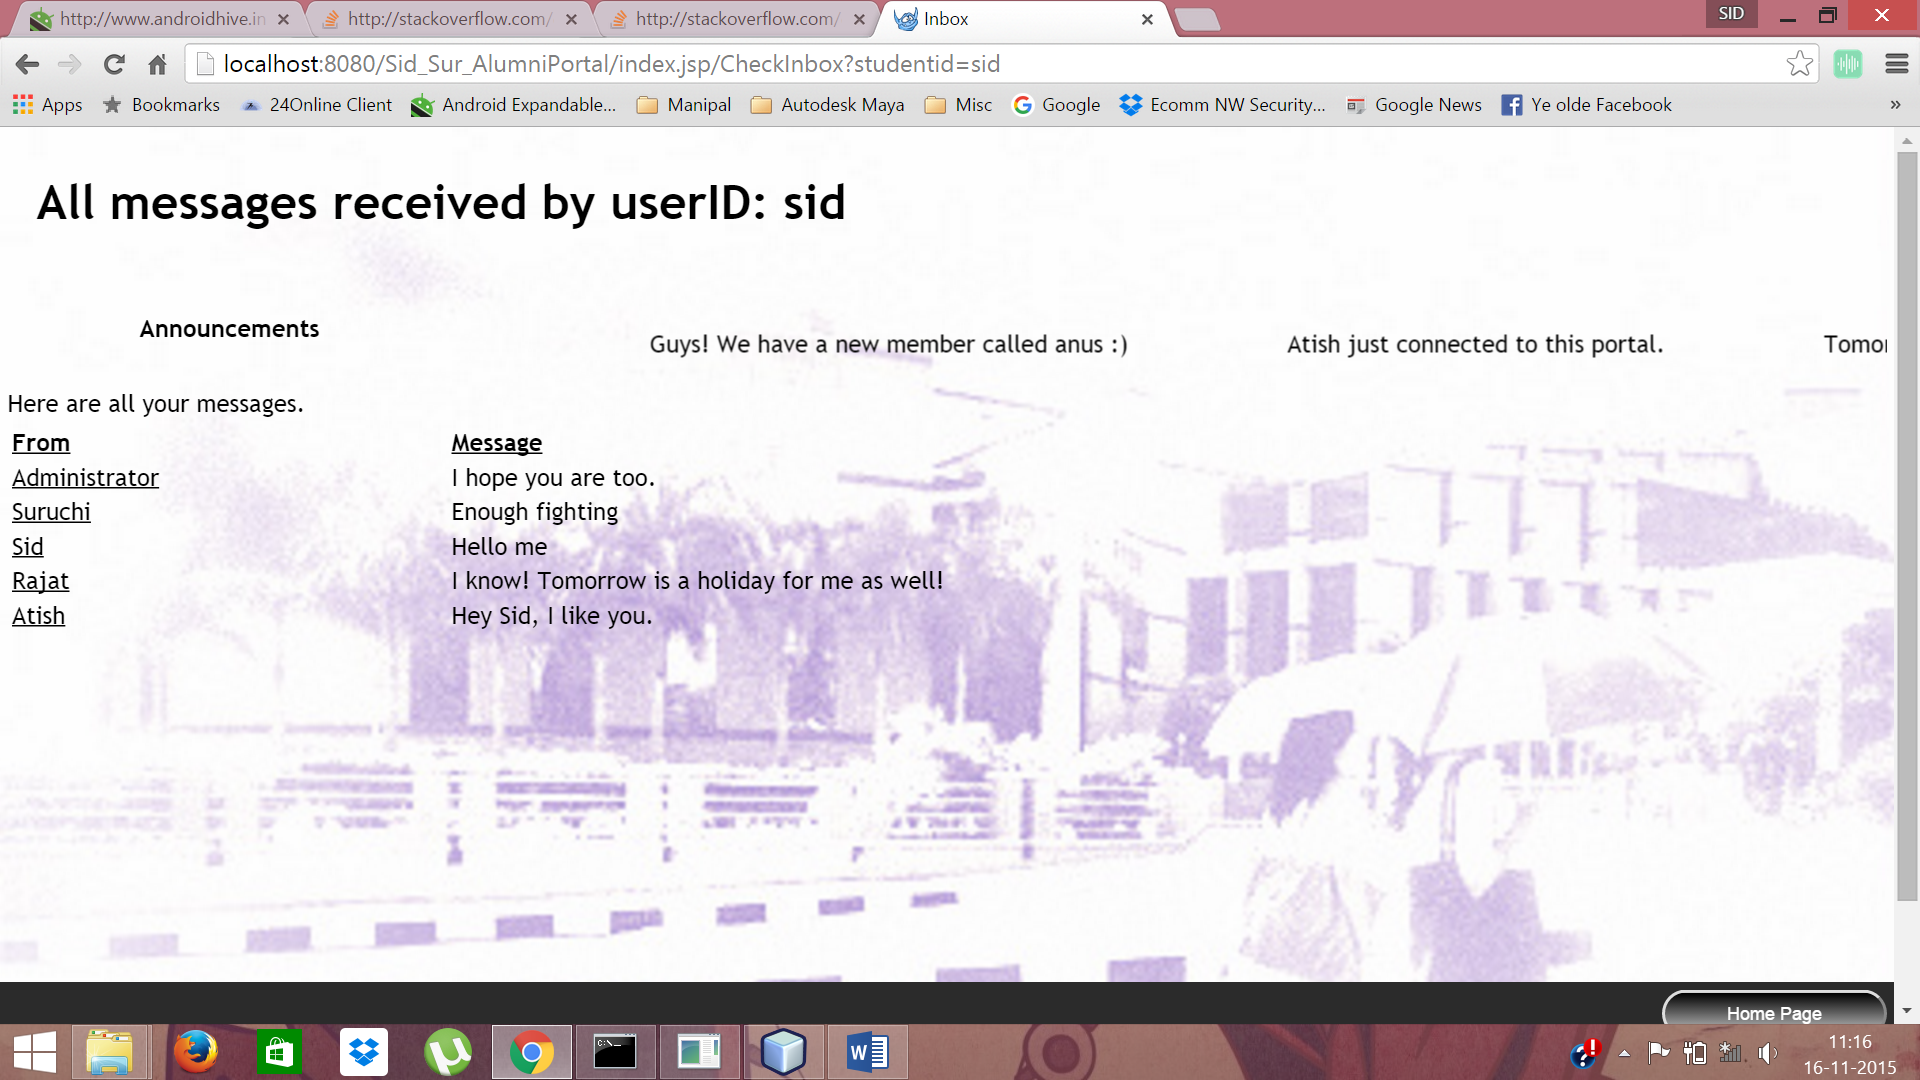 http://www.androidhive.in
http://stackoverflow.com/
http://stackoverflow.com/
Inbox
SID
localhost:8080/Sid_Sur_AlumniPortal/index.jsp/CheckInbox?studentid=sid
Apps Bookmarks 24Online Client Android Expandable... Manipal Autodesk Maya Misc Google Ecomm NW Security... Google News Ye olde Facebook »
All messages received by userID: sid
Announcements
Guys! We have a new member called anus :) Atish just connected to this portal. Tomor
Here are all your messages.
From Message
Administrator I hope you are too.
Suruchi Enough fighting
Sid Hello me
Rajat I know! Tomorrow is a holiday for me as well!
Atish Hey Sid, I like you.
Home Page
11:16
16-11-2015